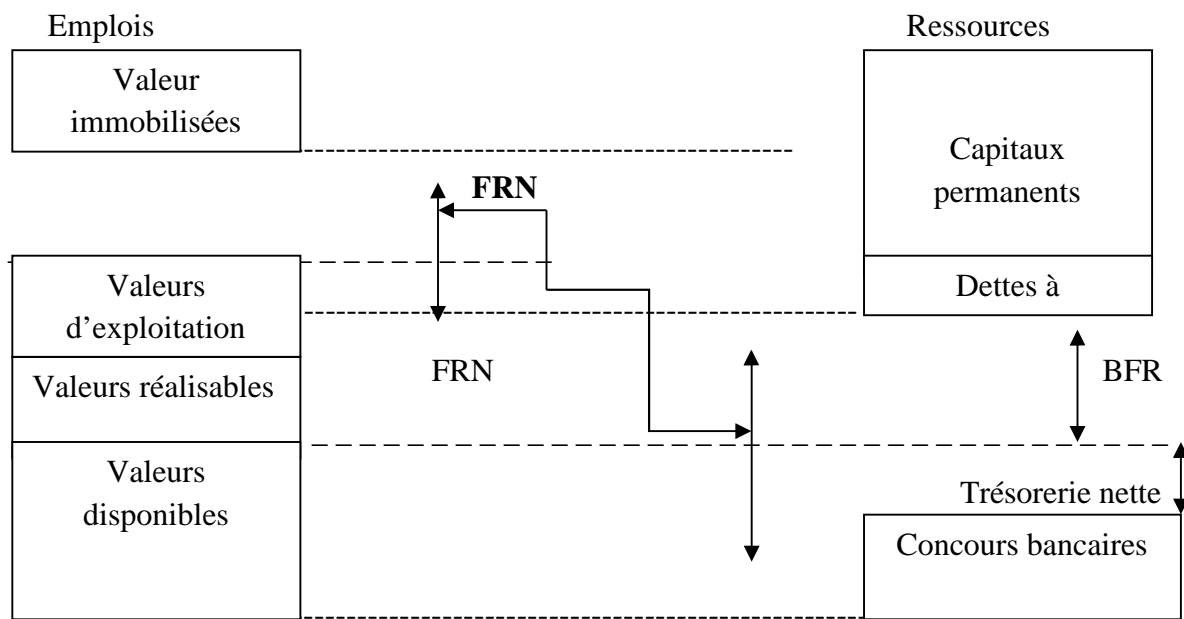 Emplois
Ressources
Valeur
immobilisées
Capitaux
permanents
FRN
Valeurs
d’exploitation
Dettes à
Valeurs réalisables
FRN
BFR
Valeurs
disponibles
Trésorerie nette
Concours bancaires